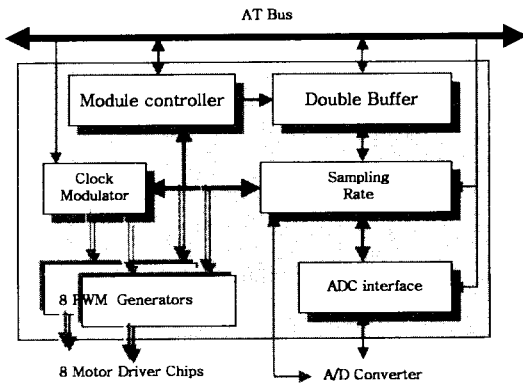 AT Bus
Module controller
Double Buffer
Clock
Modulator
Sampling
Rate
8 PWM Generators
ADC interface
8 Motor Driver Chips
A/D Converter